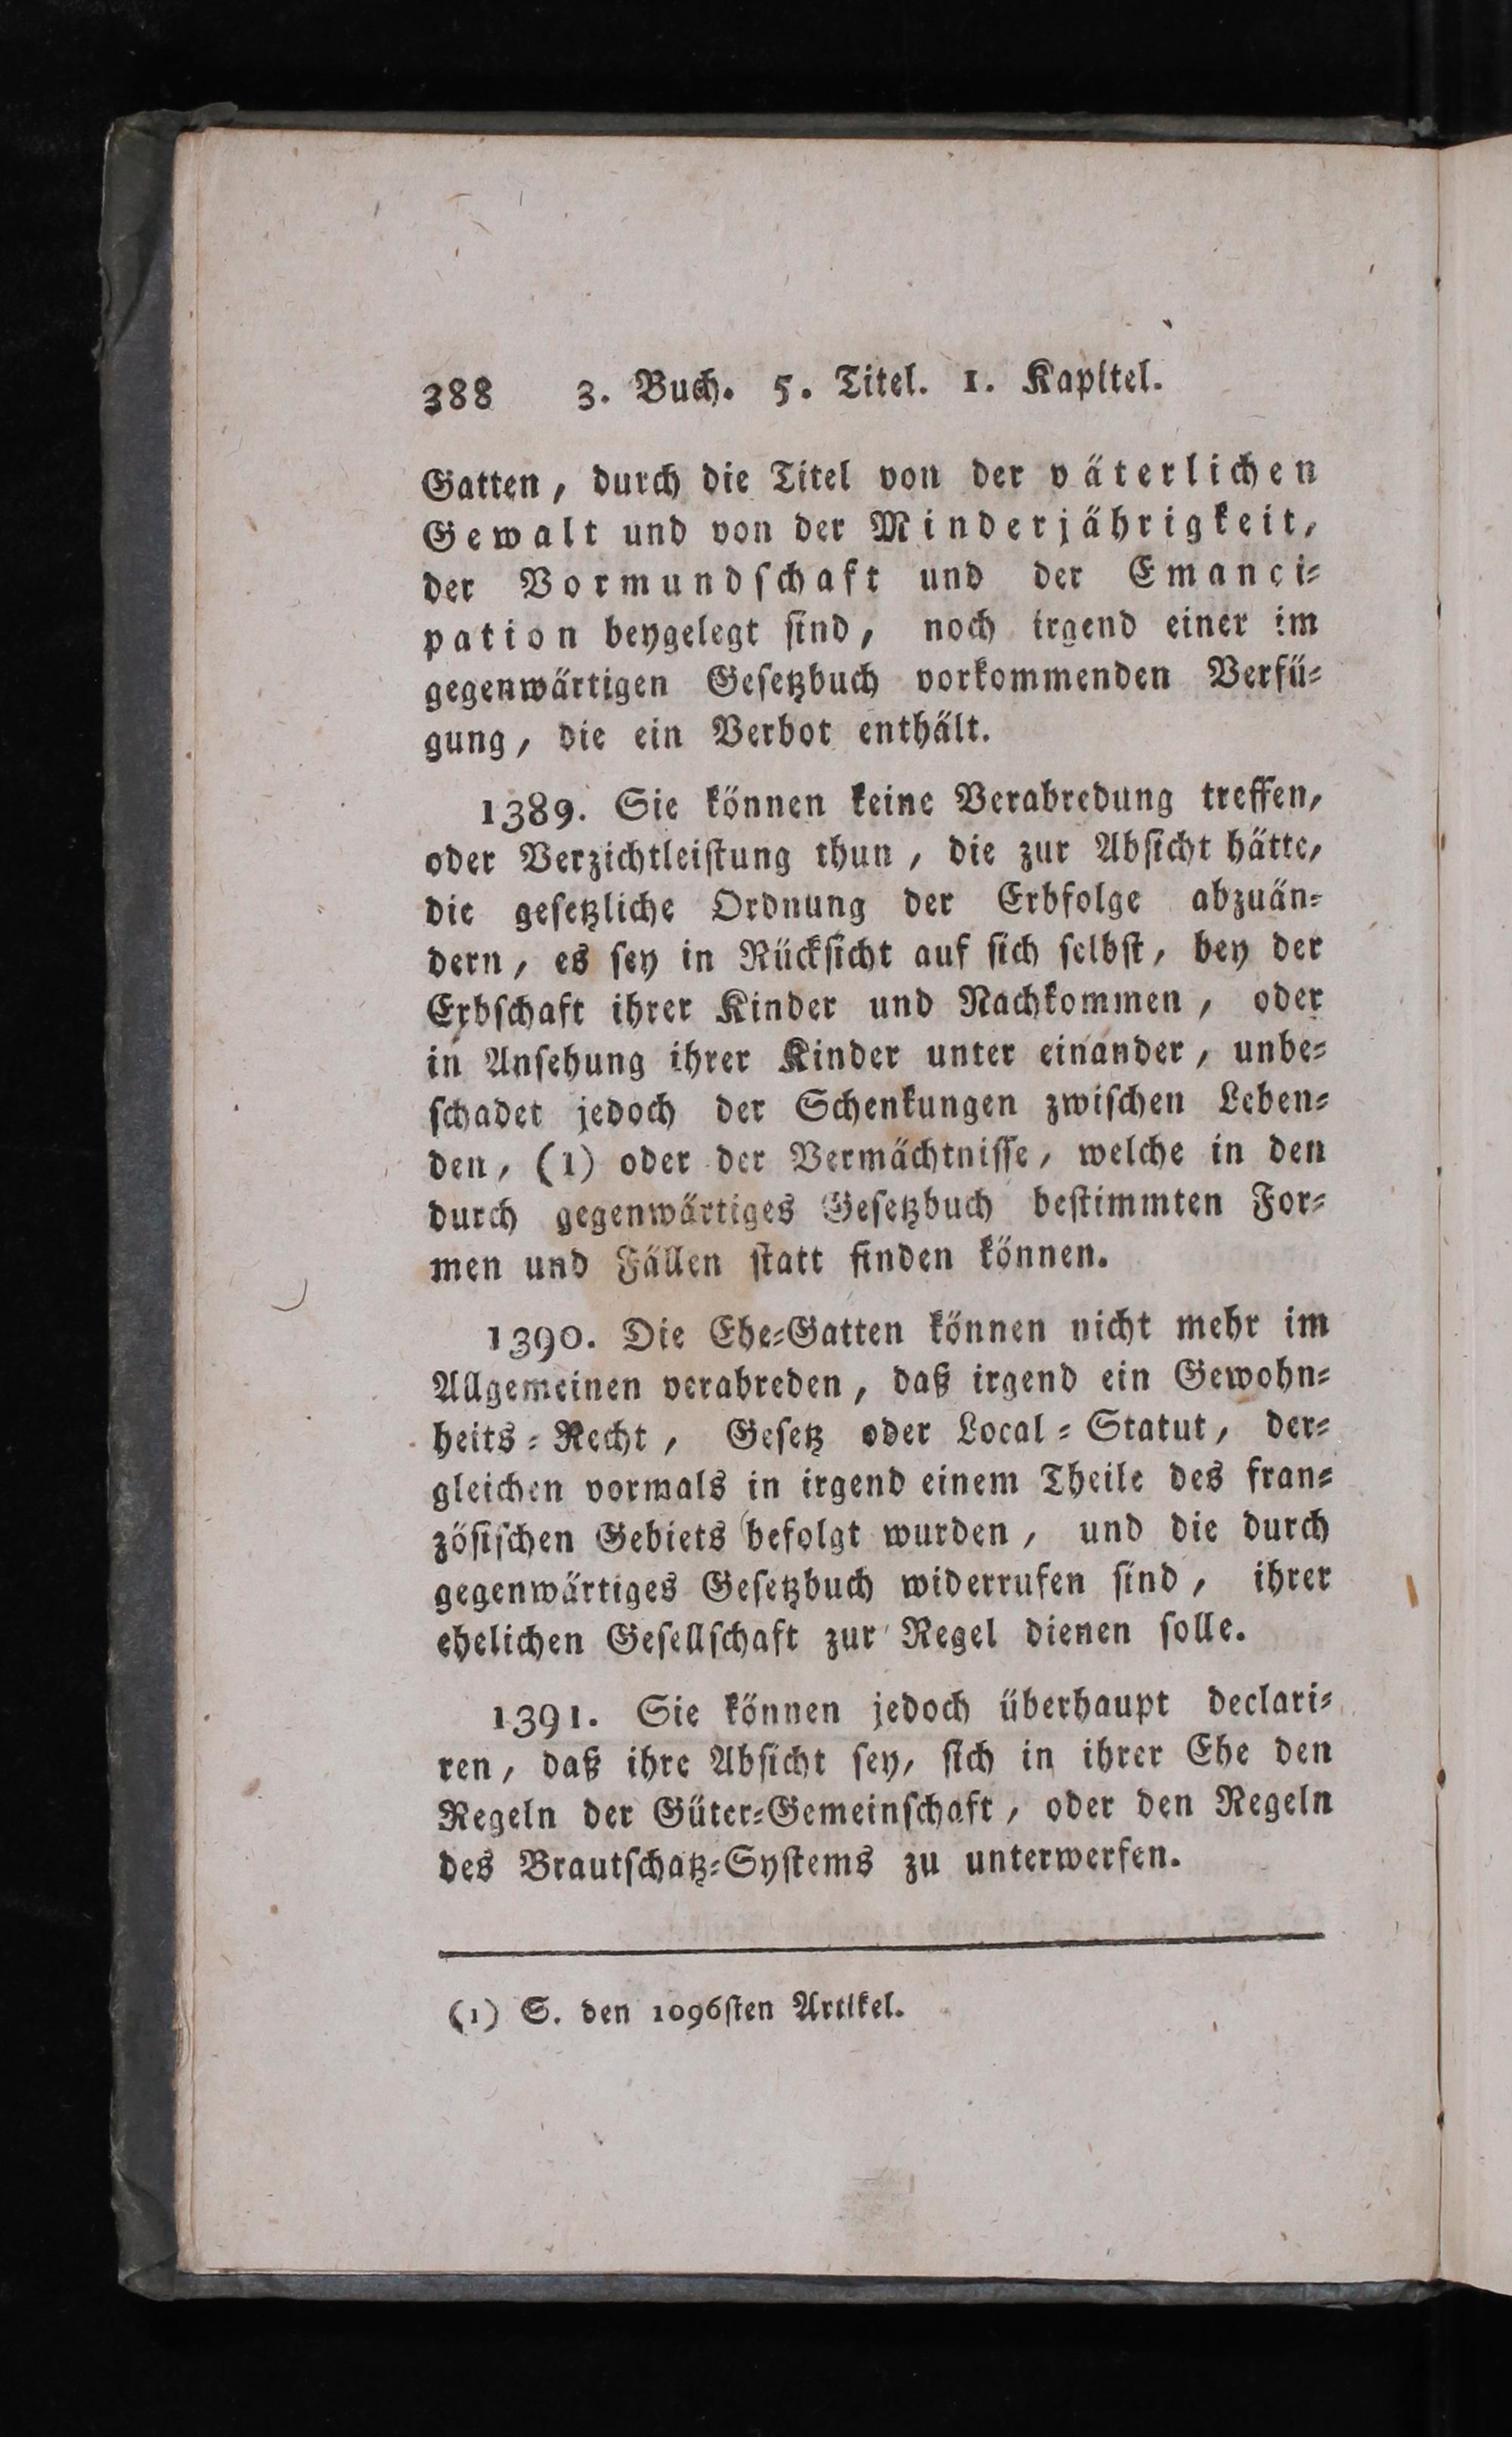 388 3. Buch. 5. Titel. 1. Kapitel.
Gatten, durch die Titel von der väterlichen
Gewalt und von der Minderjährigkeit,
der Vormundschaft und der Emanci-
pation beygelegt sind, noch irgend einer im
gegenwärtigen Gesetzbuch vorkommenden Verfü-
gung, die ein Verbot enthält.
1389. Sie können keine Verabredung treffen,
oder Verzichtleistung thun, die zur Absicht hätte,
die gesetzliche Ordnung der Erbfolge abzuän-
dern, es sey in Rücksicht auf sich selbst, bey der
Erbschaft ihrer Kinder und Nachkommen, oder
in Ansehung ihrer Kinder unter einander, unbe-
schadet jedoch der Schenkungen zwischen Leben-
den, (1) oder der Vermächtnisse, welche in den
durch gegenwärtiges Gesetzbuch bestimmten For-
men und Fällen statt finden können.
1390. Die Ehe-Gatten können nicht mehr im
Allgemeinen verabreden, daß irgend ein Gewohn-
heits-Recht, Gesetz oder Local-Statut, der-
gleichen vormals in irgend einem Theile des fran-
zösischen Gebiets befolgt wurden, und die durch
gegenwärtiges Gesetzbuch widerrufen sind, ihrer
ehelichen Gesellschaft zur Regel dienen solle.
1391. Sie können jedoch überhaupt declari-
ren, daß ihre Absicht sey, sich in ihrer Ehe den
Regeln der Güter-Gemeinschaft, oder den Regeln
des Brautschatz-Systems zu unterwerfen.
(1) S. den 1096sten Artikel.